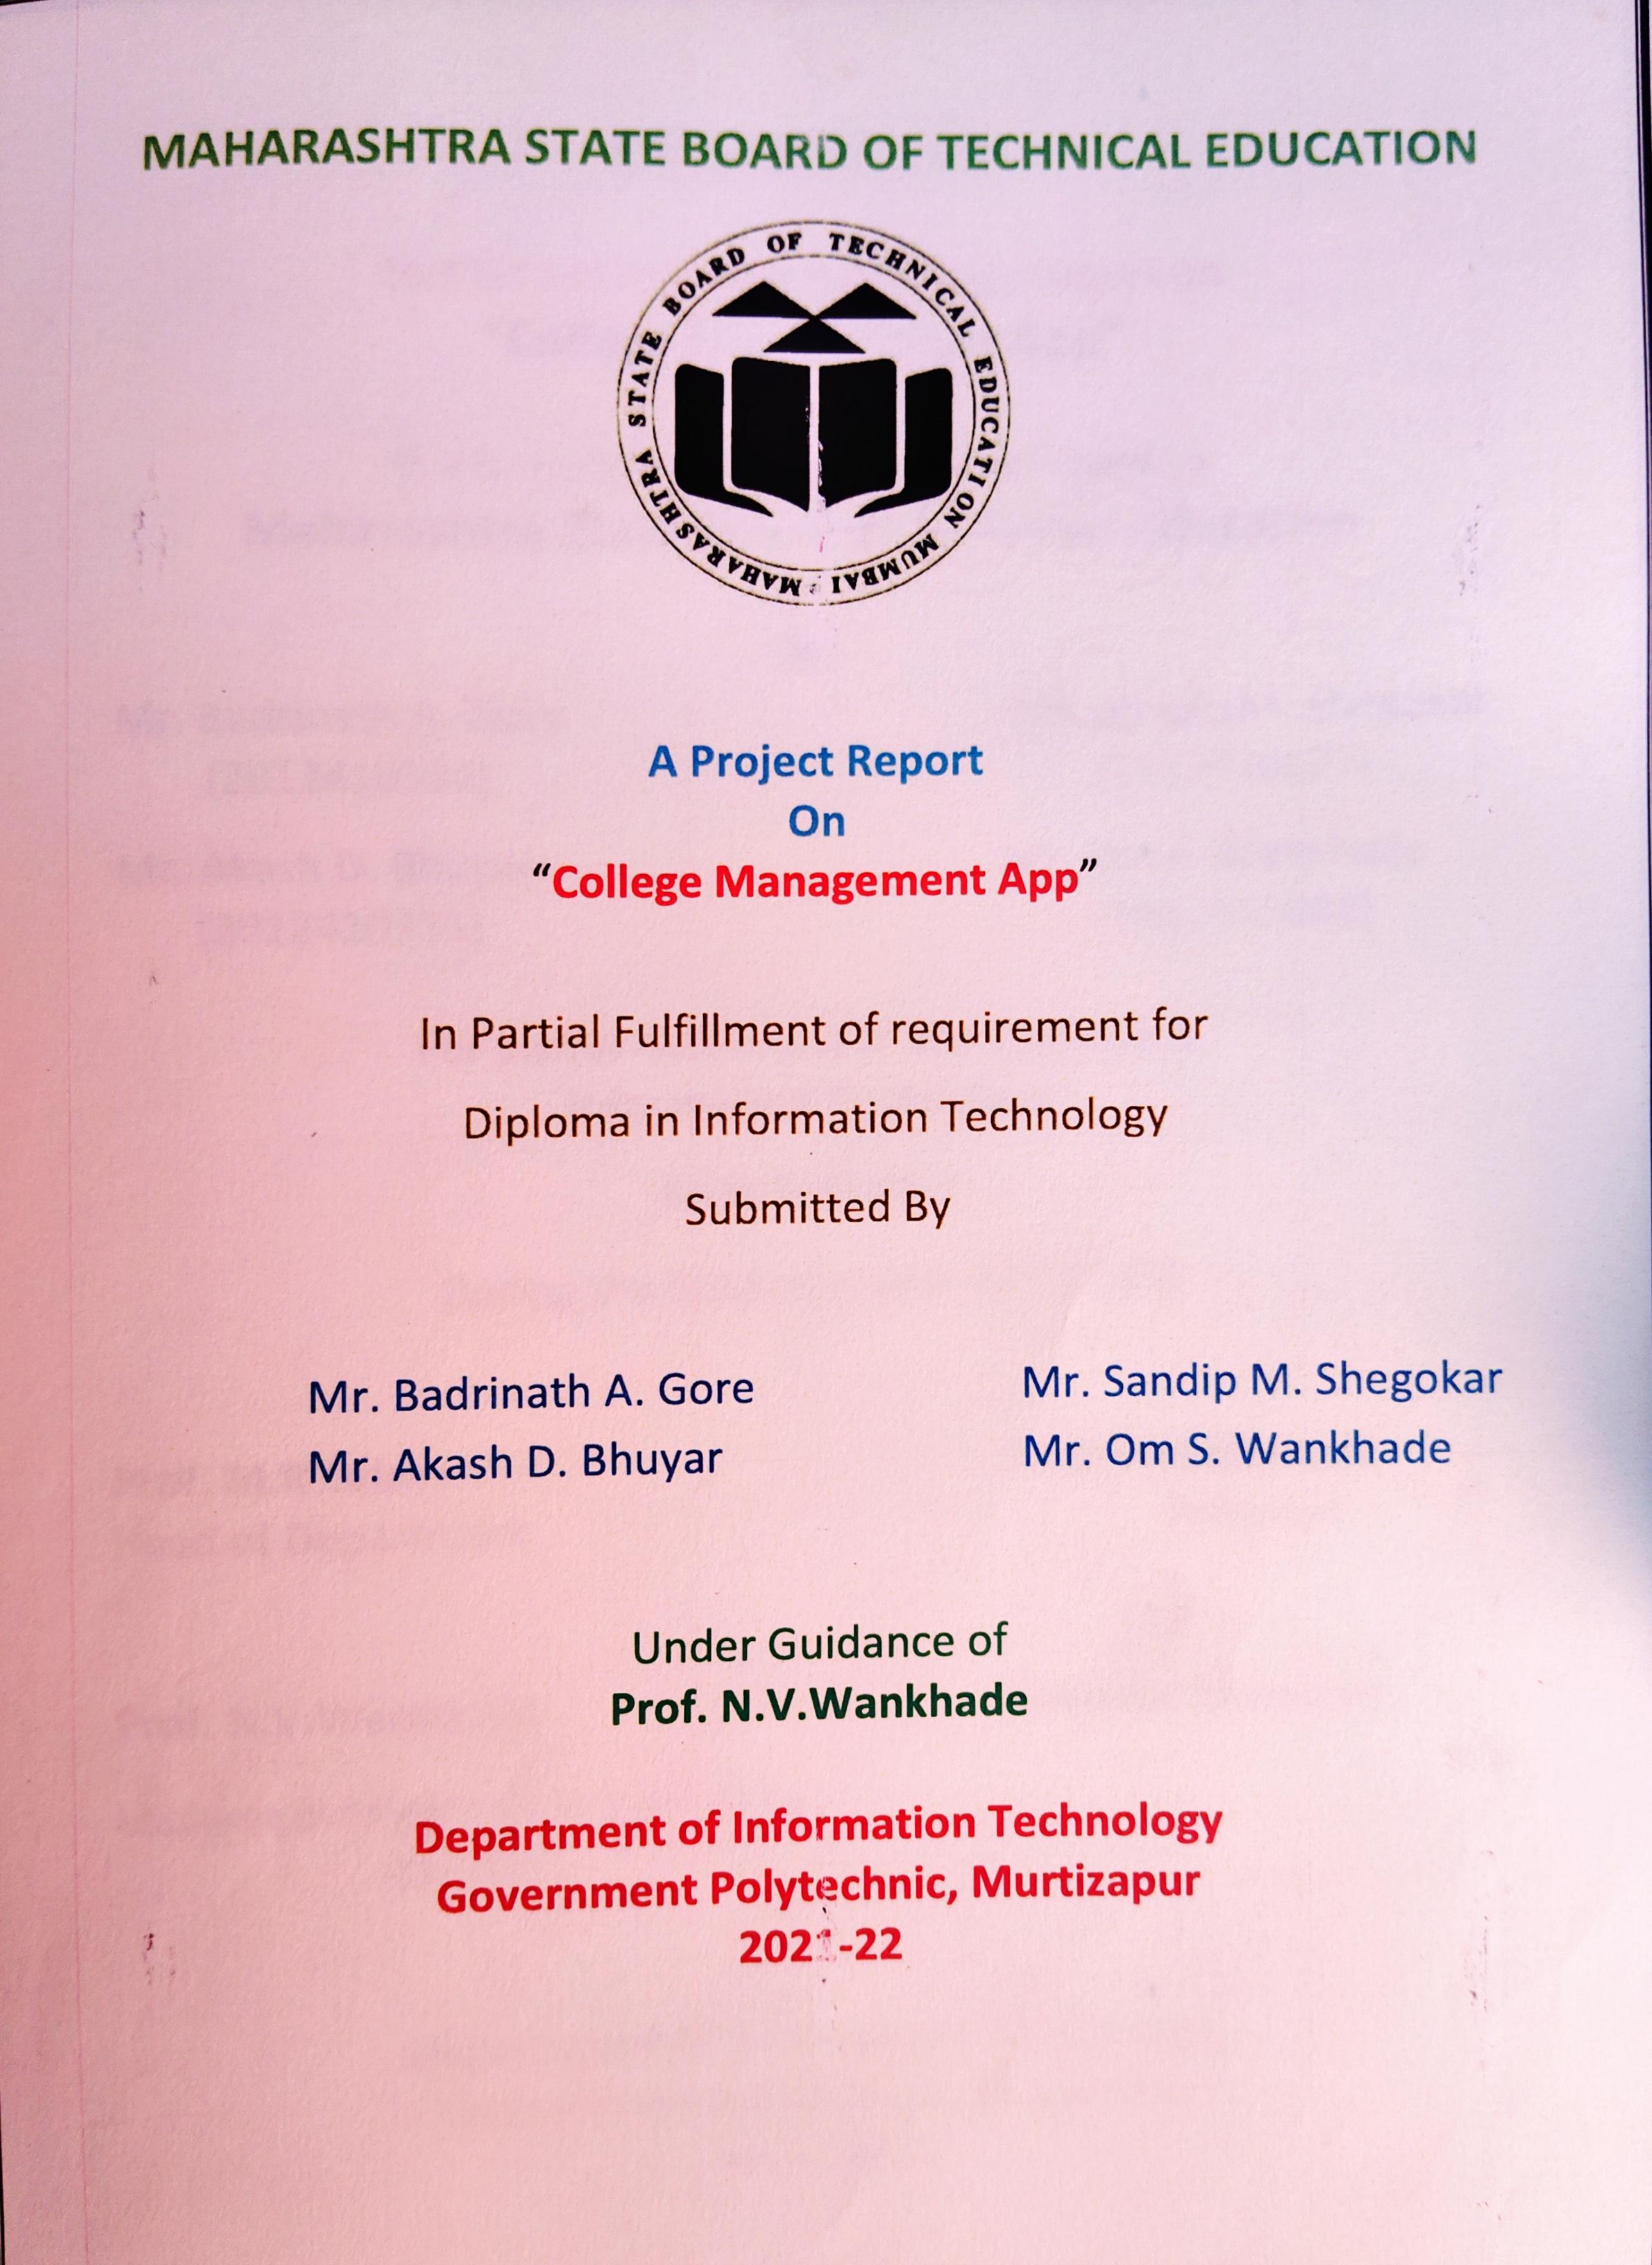 MAHARASHTRA STATE BOARD OF TECHNICAL EDUCATION
MAHARASHTRA STATE BOARD OF TECHNICAL EDUCATION MUMBAI
A Project Report
On
“College Management App”
In Partial Fulfillment of requirement for
Diploma in Information Technology
Submitted By
Mr. Badrinath A. Gore Mr. Sandip M. Shegokar
Mr. Akash D. Bhuyar Mr. Om S. Wankhade
Under Guidance of
Prof. N.V.Wankhade
Department of Information Technology
Government Polytechnic, Murtizapur
2021-22